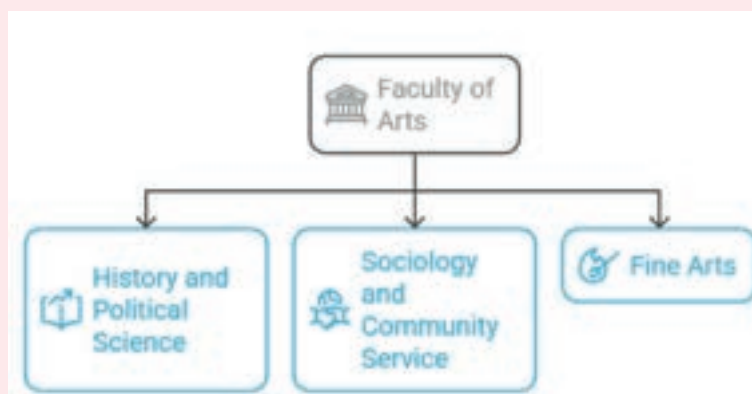 Faculty of
Arts
History and
Political
Science
Sociology
and
Community
Service
Fine Arts